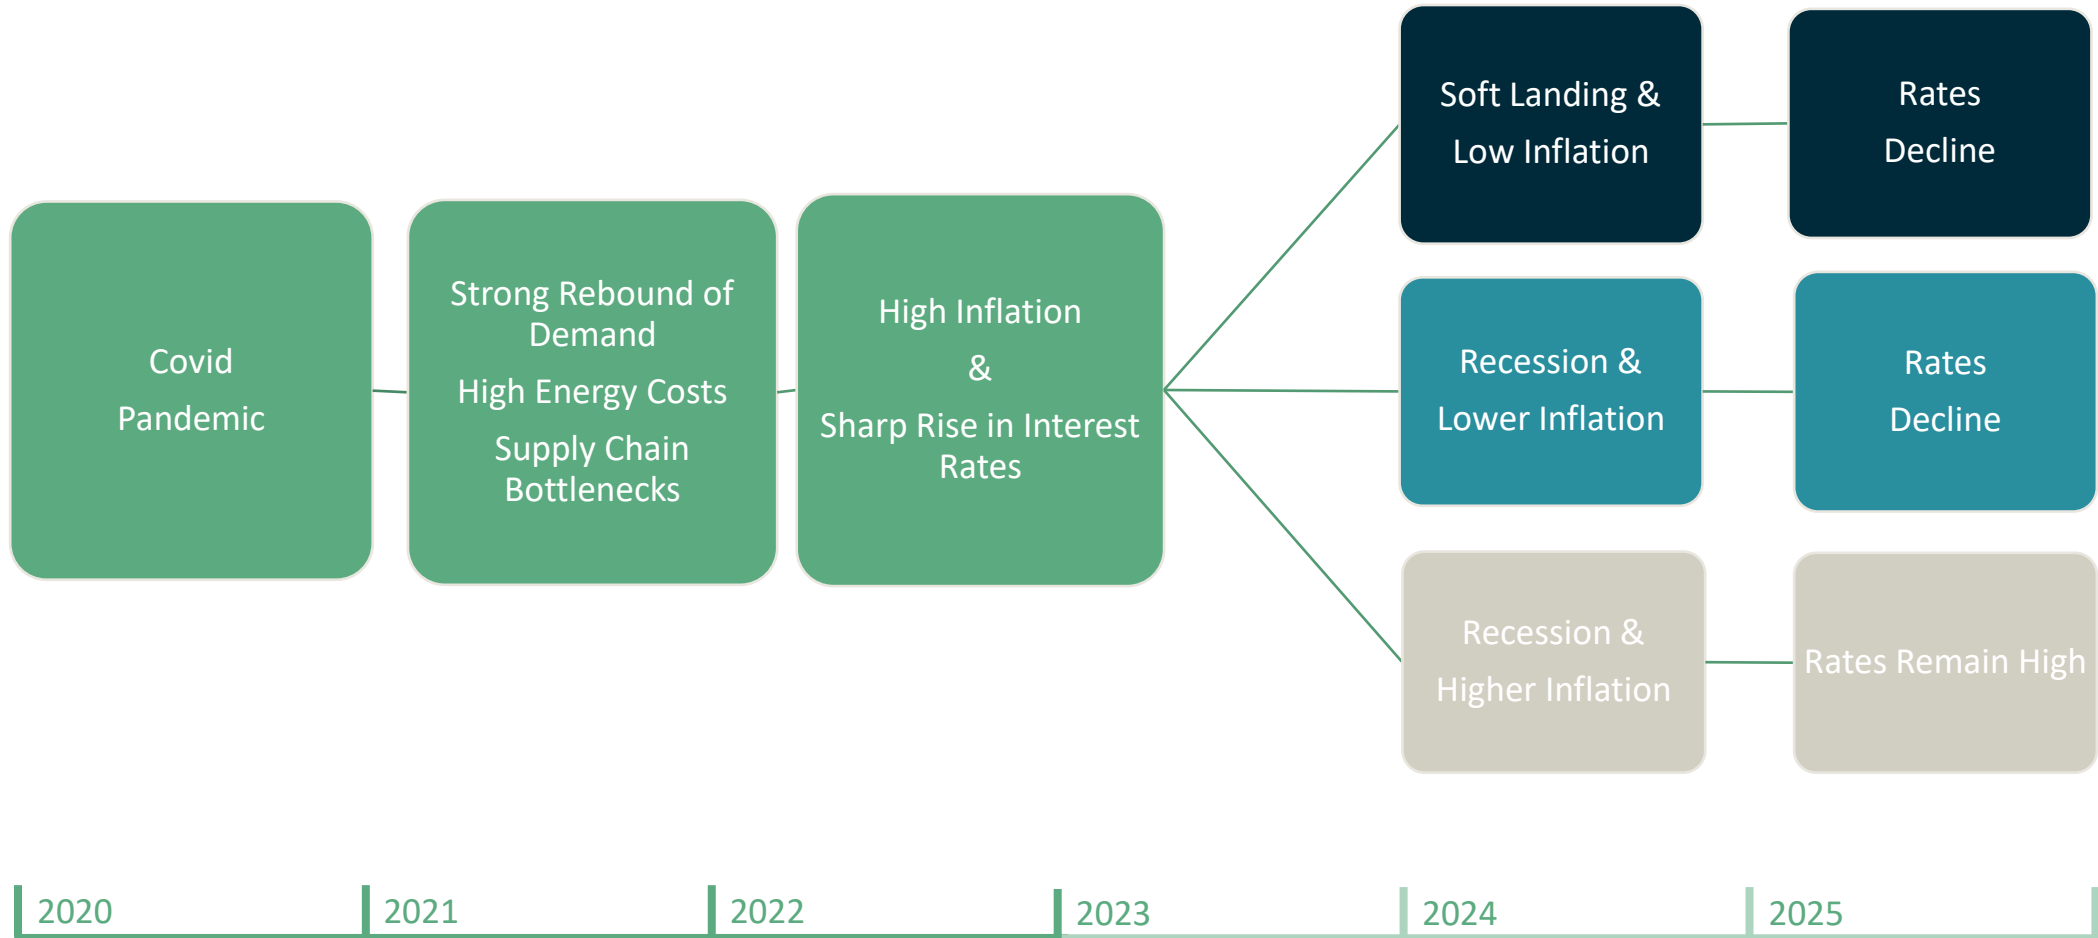 Covid
Pandemic
Strong Rebound of
Demand
High Energy Costs
Supply Chain
Bottlenecks
High Inflation
&
Sharp Rise in Interest
Rates
Soft Landing &
Low Inflation
Rates
Decline
Recession &
Lower Inflation
Rates
Decline
Recession &
Higher Inflation
Rates Remain High
2020
2021
2022
2023
2024
2025